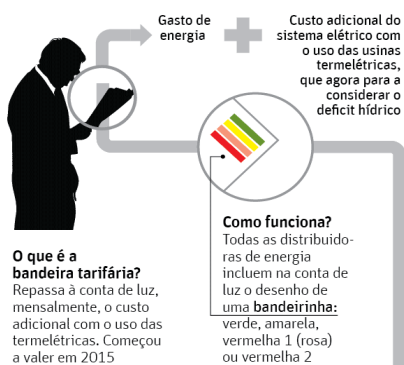 Gasto de
energia
Custo adicional do
sistema elétrico com
o uso das usinas
termelétricas,
que agora para a
considerar o
deficit hídrico
O que é a
bandeira tarifária?
Repassa à conta de luz,
mensalmente, o custo
adicional com o uso das
termelétricas. Começou
a valer em 2015
Como funciona?
Todas as distribuido-
ras de energia
incluem na conta de
luz o desenho de
uma bandeirinha:
verde, amarela,
vermelha 1 (rosa)
ou vermelha 2